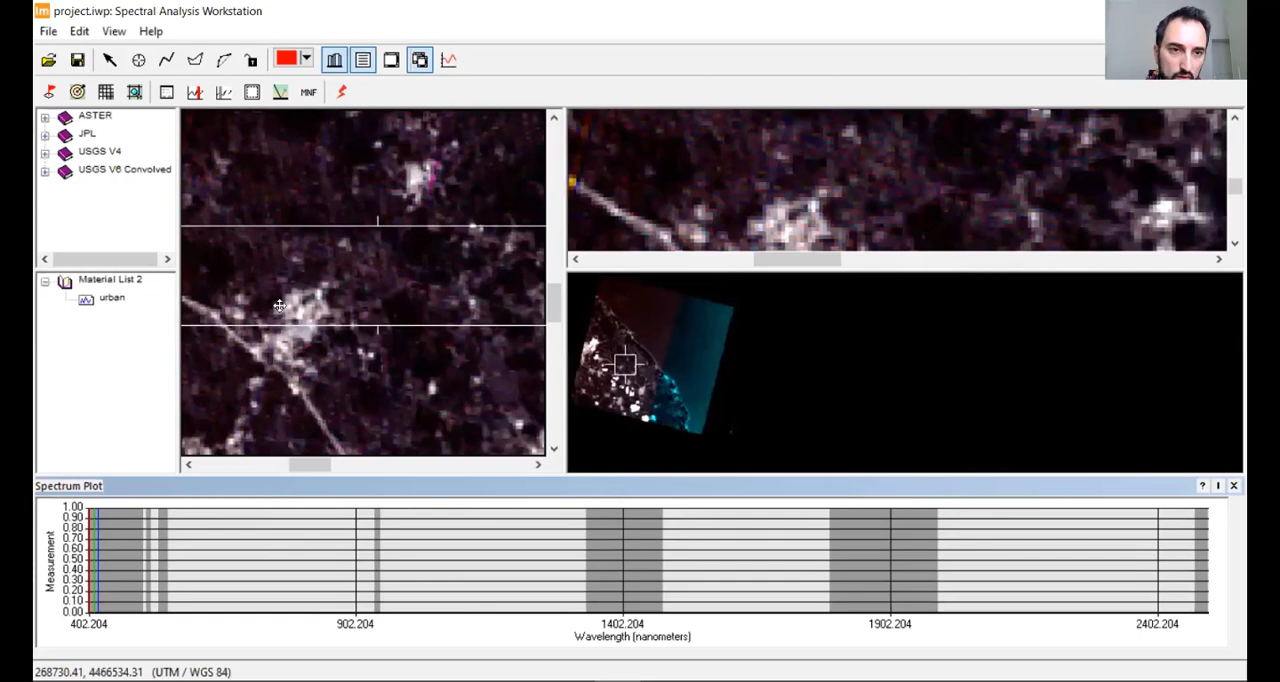 Im project.iwp: Spectral Analysis Workstation
File Edit View Help
MNF
ASTER
JPL
USGS V4
USGS V6 Convolved
Material List 2
urban
Spectrum Plot
?
1.00
0.90
0.80
0.70
0.60
0.50
0.40
0.30
0.20
0.10
0.00
Measurement
402.204 902.204 1402.204 1902.204 2402.204
Wavelength (nanometers)
268730.41, 4466534.31 (UTM / WGS 84)